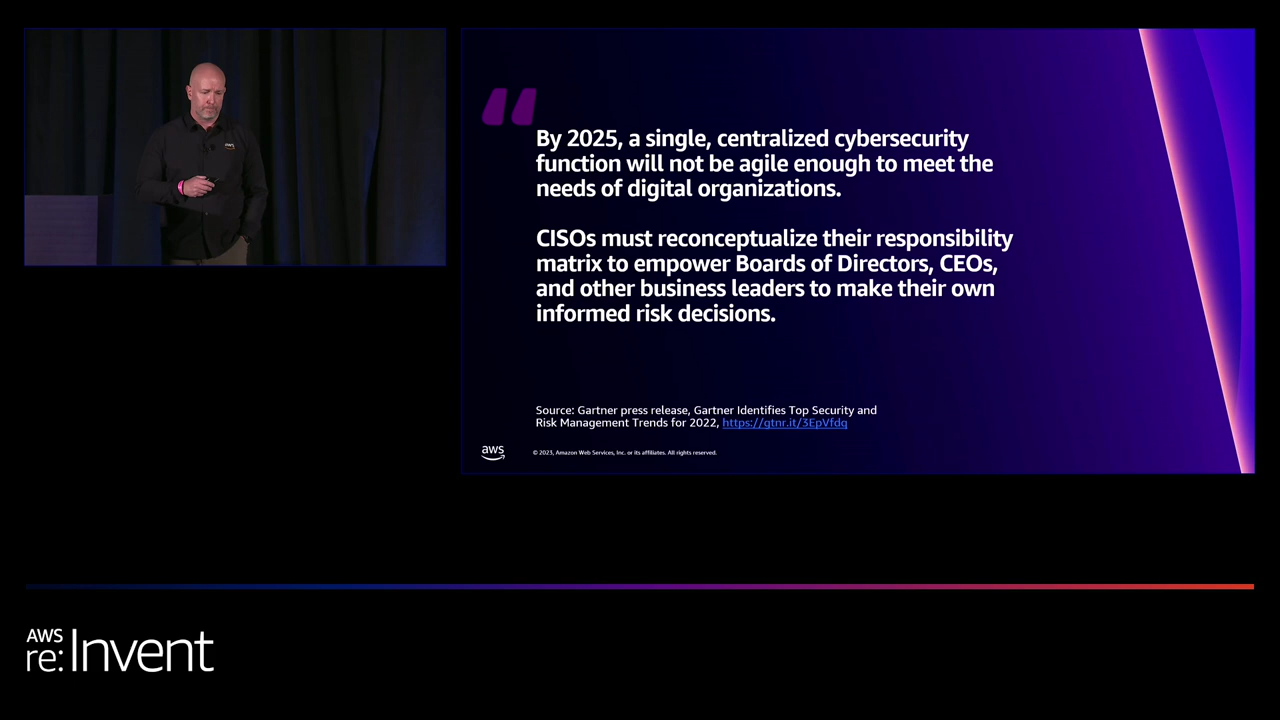 By 2025, a single, centralized cybersecurity
function will not be agile enough to meet the
needs of digital organizations.
CISOs must reconceptualize their responsibility
matrix to empower Boards of Directors, CEOs,
and other business leaders to make their own
informed risk decisions.
Source: Gartner press release, Gartner Identifies Top Security and
Risk Management Trends for 2022, https://gtnr.it/3EpVfdq
aws
© 2023, Amazon Web Services, Inc. or its affiliates. All rights reserved.
aws
AWS
re:Invent